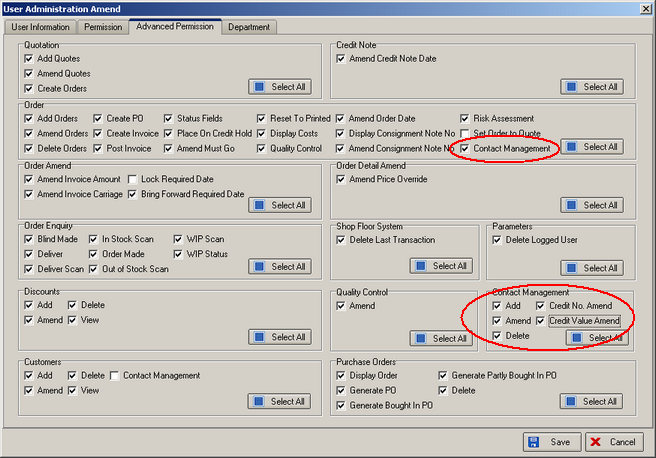 User Administration Amend
User Information Permission Advanced Permission Department
Quotation
Add Quotes
Amend Quotes
Create Orders
Select All
Credit Note
Amend Credit Note Date
Select All
Order
Add Orders Create PO Status Fields Reset To Printed Amend Order Date Risk Assessment
Amend Orders Create Invoice Place On Credit Hold Display Costs Display Consignment Note No Set Order to Quote
Delete Orders Post Invoice Amend Must Go Quality Control Amend Consignment Note No Contact Management
Select All
Order Amend
Amend Invoice Amount Lock Required Date
Amend Invoice Carriage Bring Forward Required Date
Select All
Order Detail Amend
Amend Price Override
Select All
Order Enquiry
Blind Made In Stock Scan WIP Scan
Deliver Order Made WIP Status
Deliver Scan Out of Stock Scan
Select All
Shop Floor System
Delete Last Transaction
Select All
Parameters
Delete Logged User
Select All
Discounts
Add Delete
Amend View
Select All
Quality Control
Amend
Select All
Contact Management
Add Credit No. Amend
Amend Credit Value Amend
Delete
Select All
Customers
Add Delete Contact Management
Amend View
Select All
Purchase Orders
Display Order Generate Partly Bought In PO
Generate PO Delete
Generate Bought In PO
Select All
Save Cancel